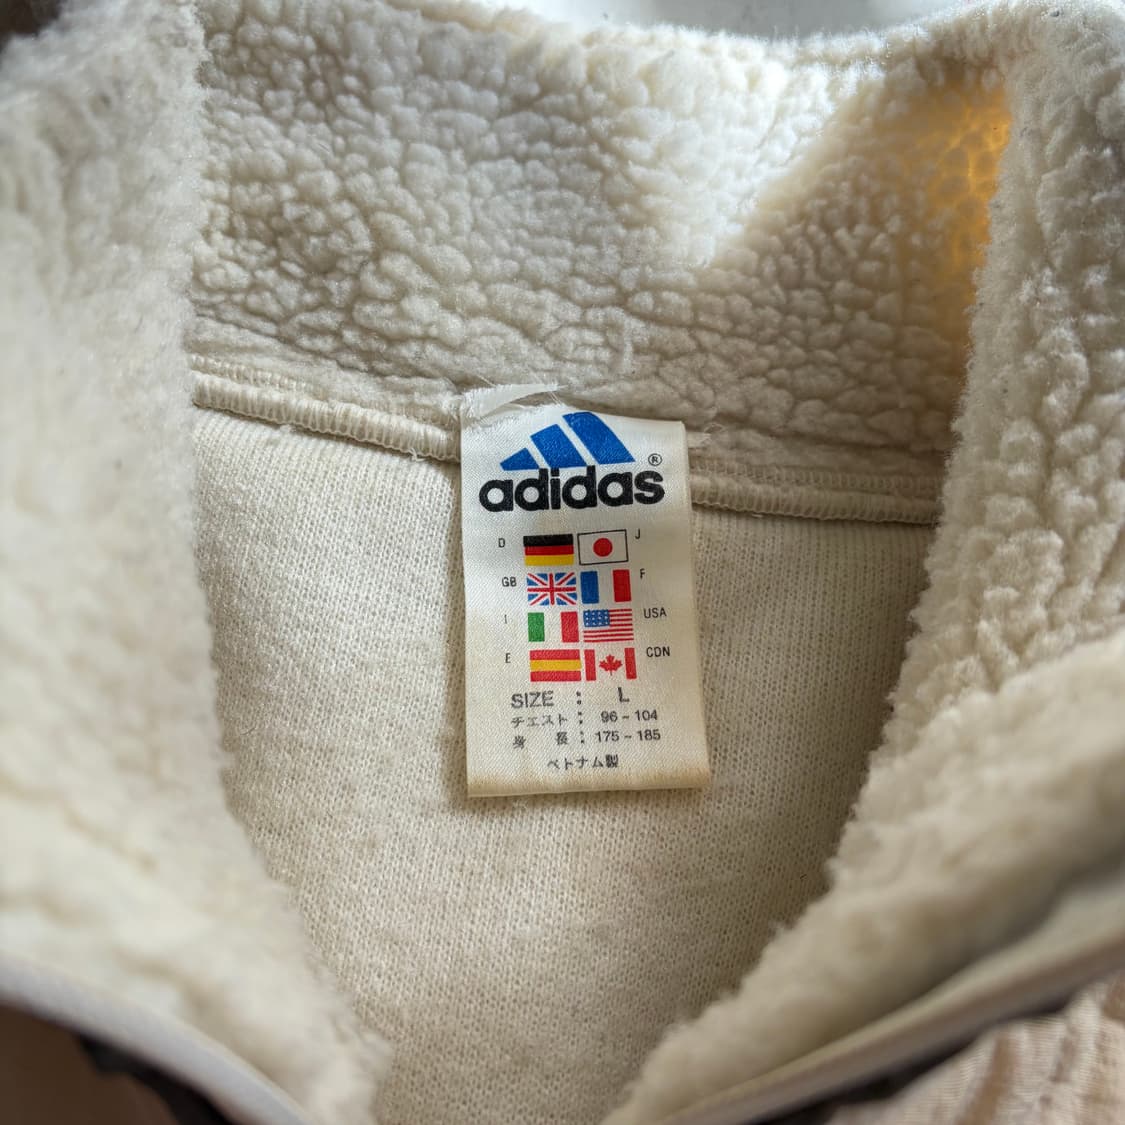 adidas®
D J
GB F
I USA
E CDN
SIZE : L
チェスト : 96 - 104
身 長 : 175 - 185
ベトナム製